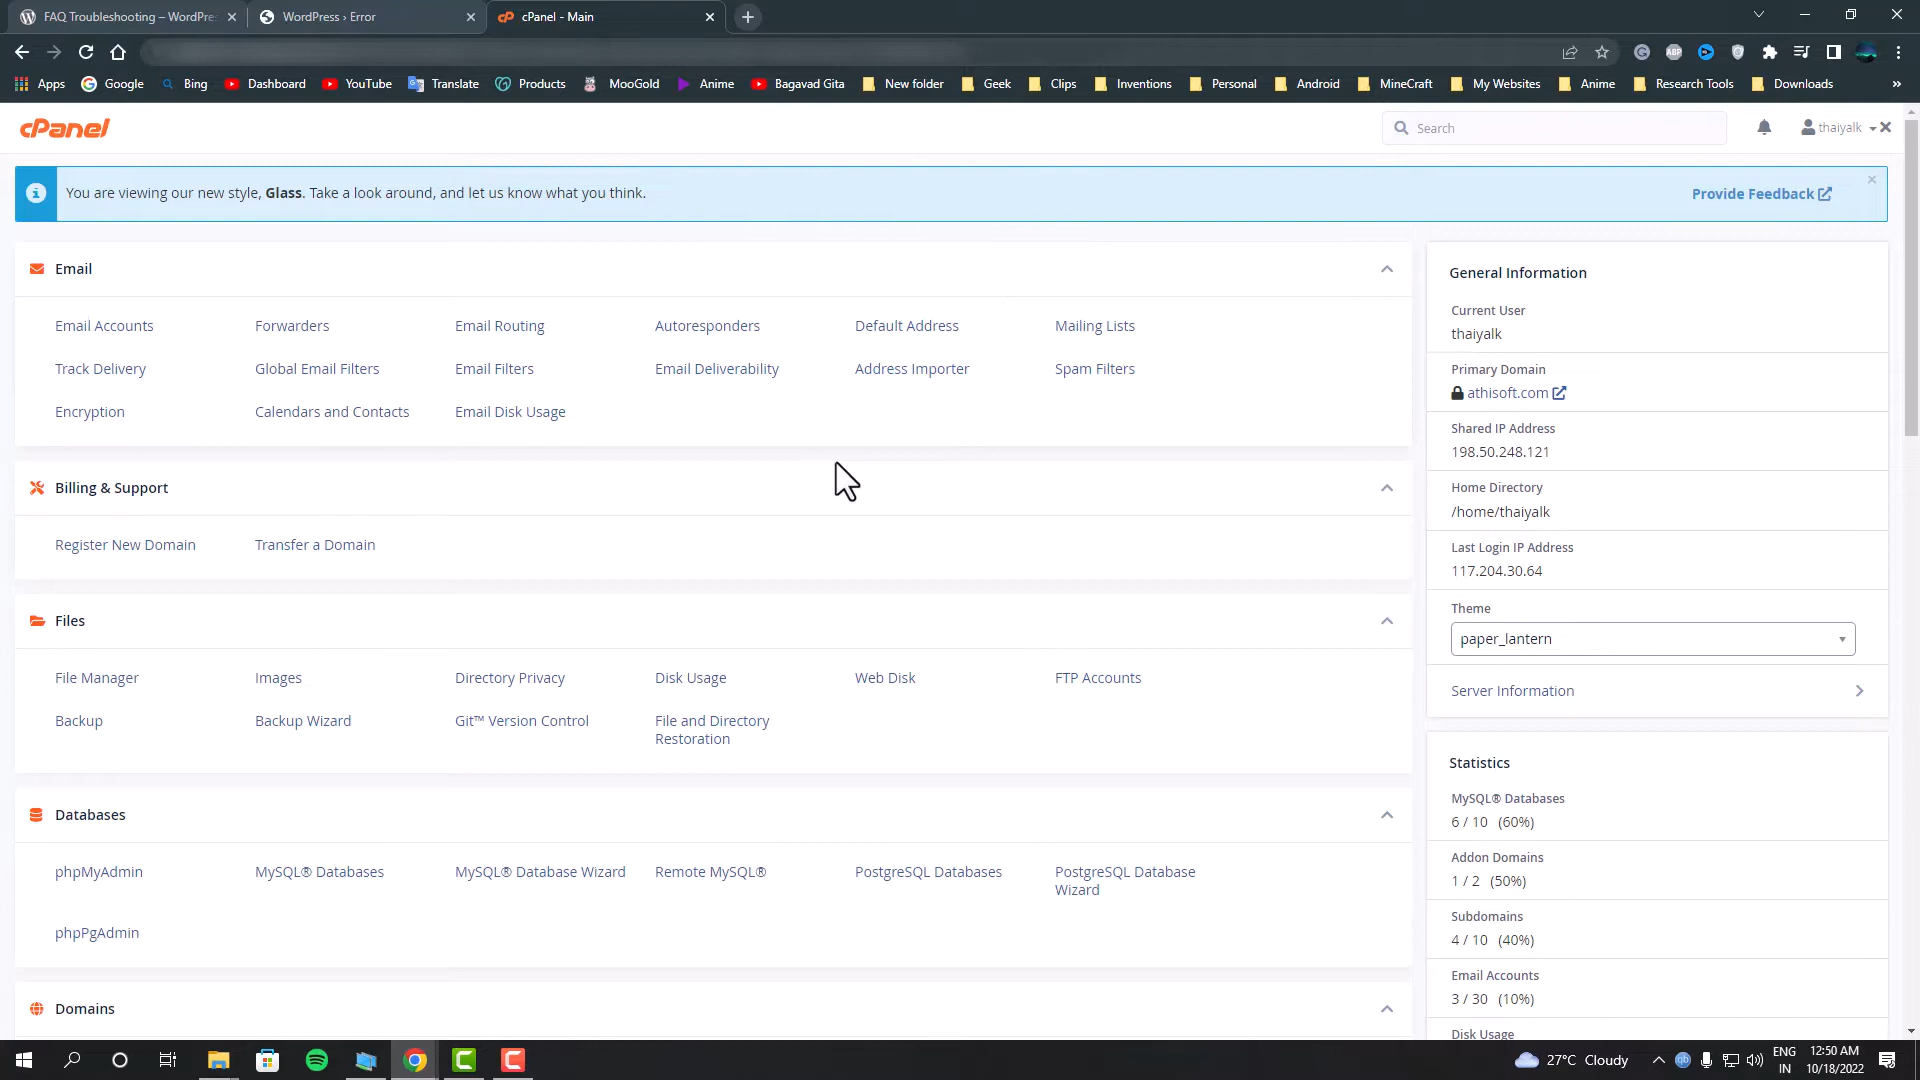 FAQ Troubleshooting – WordPre
WordPress › Error
cPanel - Main
Apps
Google
Bing
Dashboard
YouTube
Translate
Products
MooGold
Anime
Bagavad Gita
New folder
Geek
Clips
Inventions
Personal
Android
MineCraft
My Websites
Anime
Research Tools
Downloads
»
cPanel
Search
thaiyalk
You are viewing our new style, Glass. Take a look around, and let us know what you think.
Provide Feedback
Email
Email Accounts
Forwarders
Email Routing
Autoresponders
Default Address
Mailing Lists
Track Delivery
Global Email Filters
Email Filters
Email Deliverability
Address Importer
Spam Filters
Encryption
Calendars and Contacts
Email Disk Usage
Billing & Support
Register New Domain
Transfer a Domain
Files
File Manager
Images
Directory Privacy
Disk Usage
Web Disk
FTP Accounts
Backup
Backup Wizard
Git™ Version Control
File and Directory
Restoration
Databases
phpMyAdmin
MySQL® Databases
MySQL® Database Wizard
Remote MySQL®
PostgreSQL Databases
PostgreSQL Database
Wizard
phpPgAdmin
Domains
General Information
Current User
thaiyalk
Primary Domain
athisoft.com
Shared IP Address
198.50.248.121
Home Directory
/home/thaiyalk
Last Login IP Address
117.204.30.64
Theme
paper_lantern
Server Information
Statistics
MySQL® Databases
6 / 10 (60%)
Addon Domains
1 / 2 (50%)
Subdomains
4 / 10 (40%)
Email Accounts
3 / 30 (10%)
Disk Usage
27°C Cloudy
ENG
IN
12:50 AM
10/18/2022